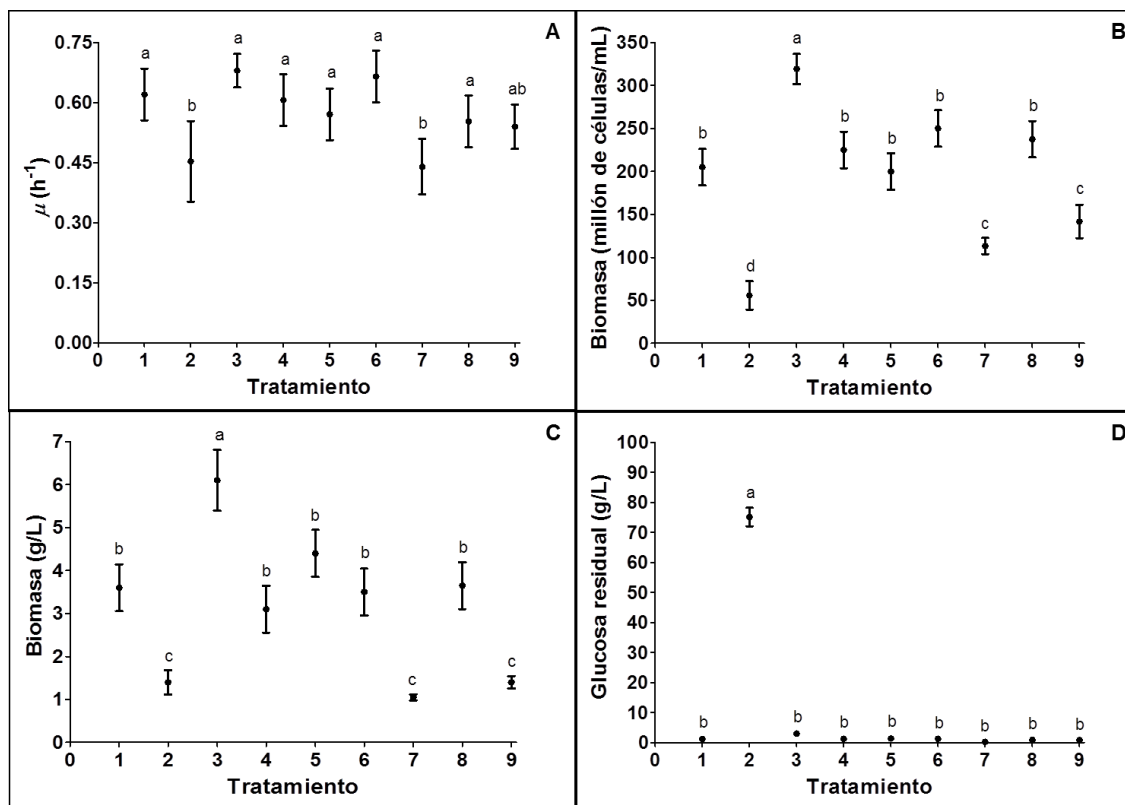 A
μ (h-1)
0.75
0.60
0.45
0.30
0.15
0.00
a
b
a
a
a
a
b
a
ab
0 1 2 3 4 5 6 7 8 9
Tratamiento
B
Biomasa (millón de células/mL)
350
300
250
200
150
100
50
0
b
d
a
b
b
b
c
b
c
0 1 2 3 4 5 6 7 8 9
Tratamiento
C
Biomasa (g/L)
7
6
5
4
3
2
1
0
b
c
a
b
b
b
c
b
c
0 1 2 3 4 5 6 7 8 9
Tratamiento
D
Glucosa residual (g/L)
100
90
80
70
60
50
40
30
20
10
0
b
a
b
b
b
b
b
b
b
0 1 2 3 4 5 6 7 8 9
Tratamiento